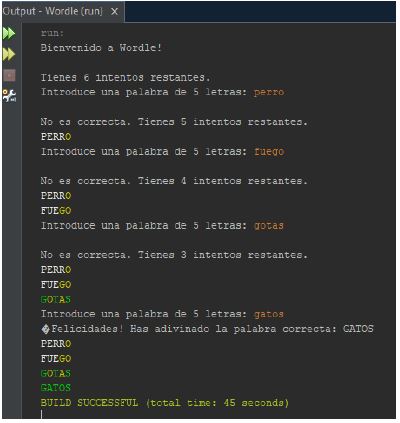 Output - Wordle (run) X
run:
Bienvenido a Wordle!
Tienes 6 intentos restantes.
Introduce una palabra de 5 letras: perro
No es correcta. Tienes 5 intentos restantes.
PERRO
Introduce una palabra de 5 letras: fuego
No es correcta. Tienes 4 intentos restantes.
PERRO
FUEGO
Introduce una palabra de 5 letras: gotas
No es correcta. Tienes 3 intentos restantes.
PERRO
FUEGO
GOTAS
Introduce una palabra de 5 letras: gatos
�Felicidades! Has adivinado la palabra correcta: GATOS
PERRO
FUEGO
GOTAS
GATOS
BUILD SUCCESSFUL (total time: 45 seconds)